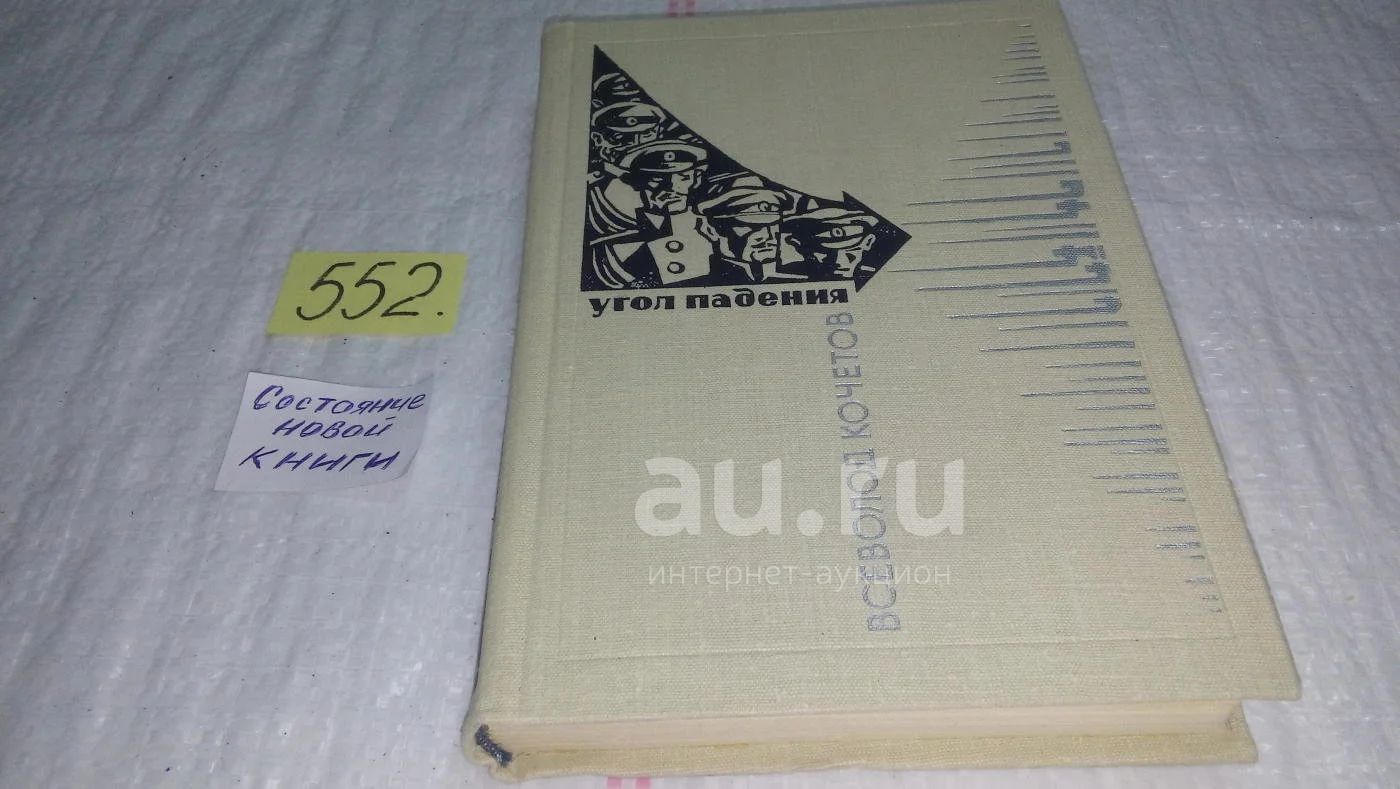 552.
Состояние
новой
книги
угол падения
ВСЕВОЛОД КОЧЕТОВ
au.ru
интернет-аукцион